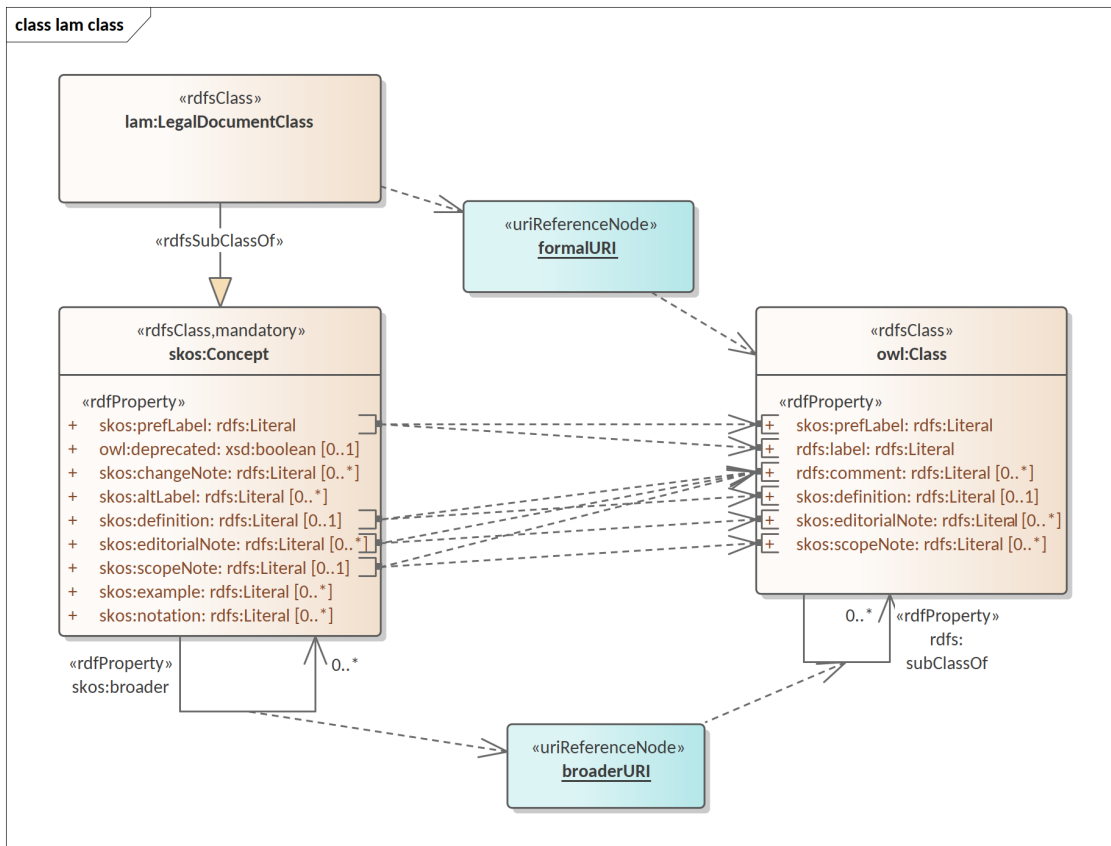 class lam class
«rdfsClass»
lam:LegalDocumentClass
«rdfsSubClassOf»
«uriReferenceNode»
formalURI
«rdfsClass,mandatory»
skos:Concept
«rdfProperty»
+ skos:prefLabel: rdfs:Literal
+ owl:deprecated: xsd:boolean [0..1]
+ skos:changeNote: rdfs:Literal [0..*]
+ skos:altLabel: rdfs:Literal [0..*]
+ skos:definition: rdfs:Literal [0..1]
+ skos:editorialNote: rdfs:Literal [0..*]
+ skos:scopeNote: rdfs:Literal [0..1]
+ skos:example: rdfs:Literal [0..*]
+ skos:notation: rdfs:Literal [0..*]
«rdfsClass»
owl:Class
«rdfProperty»
+ skos:prefLabel: rdfs:Literal
+ rdfs:label: rdfs:Literal
+ rdfs:comment: rdfs:Literal [0..*]
+ skos:definition: rdfs:Literal [0..1]
+ skos:editorialNote: rdfs:Literal [0..*]
+ skos:scopeNote: rdfs:Literal [0..*]
«rdfProperty»
skos:broader
0..*
0..*
«rdfProperty»
rdfs:
subClassOf
«uriReferenceNode»
broaderURI